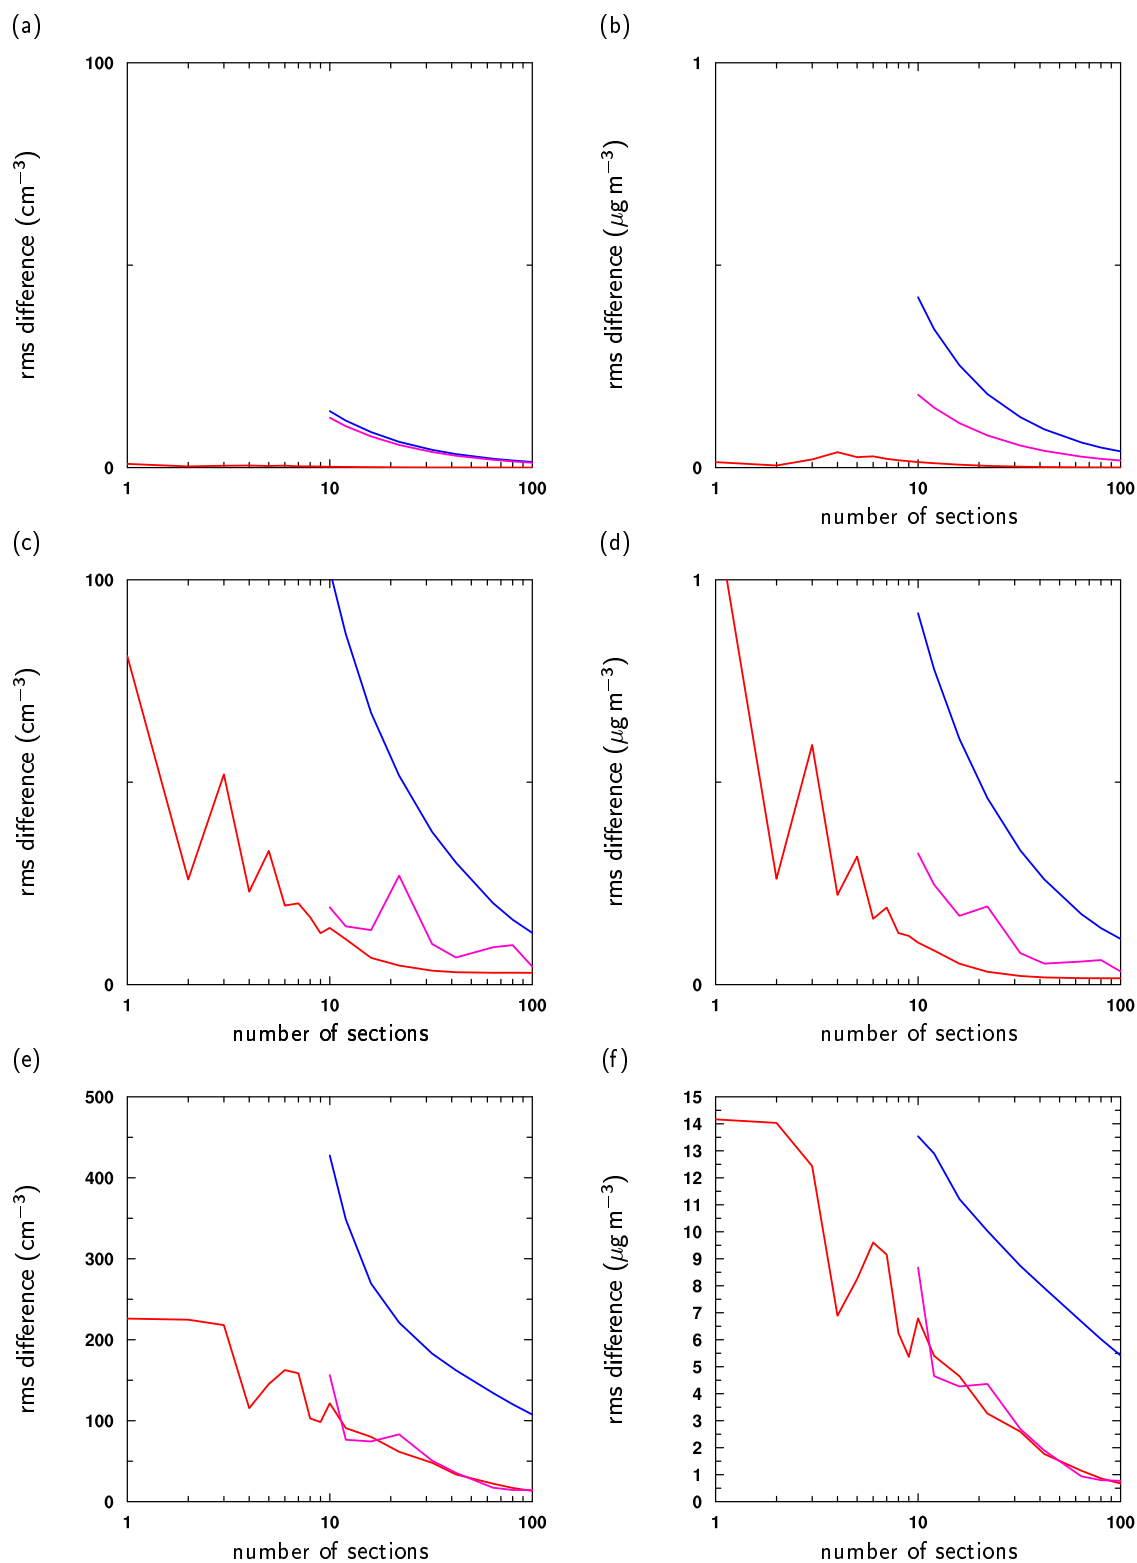 (a)
100
rms difference (cm−3)
0
1
10
100
(b)
1
rms difference (μg m−3)
0
1
10
100
number of sections
(c)
100
rms difference (cm−3)
0
1
10
100
number of sections
(d)
1
rms difference (μg m−3)
0
1
10
100
number of sections
(e)
500
400
300
200
100
0
rms difference (cm−3)
1
10
100
number of sections
(f)
15
14
13
12
11
10
9
8
7
6
5
4
3
2
1
0
rms difference (μg m−3)
1
10
100
number of sections